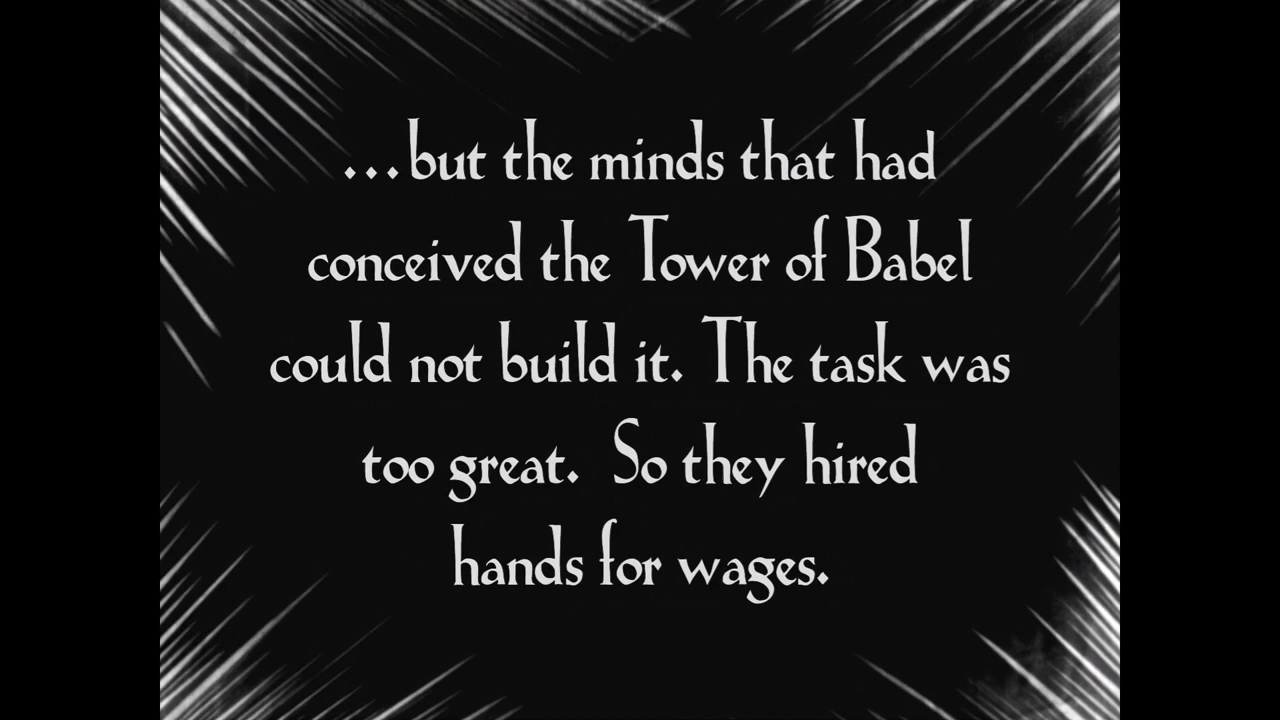 ...but the minds that had
conceived the Tower of Babel
could not build it. The task was
too great. So they hired
hands for wages.